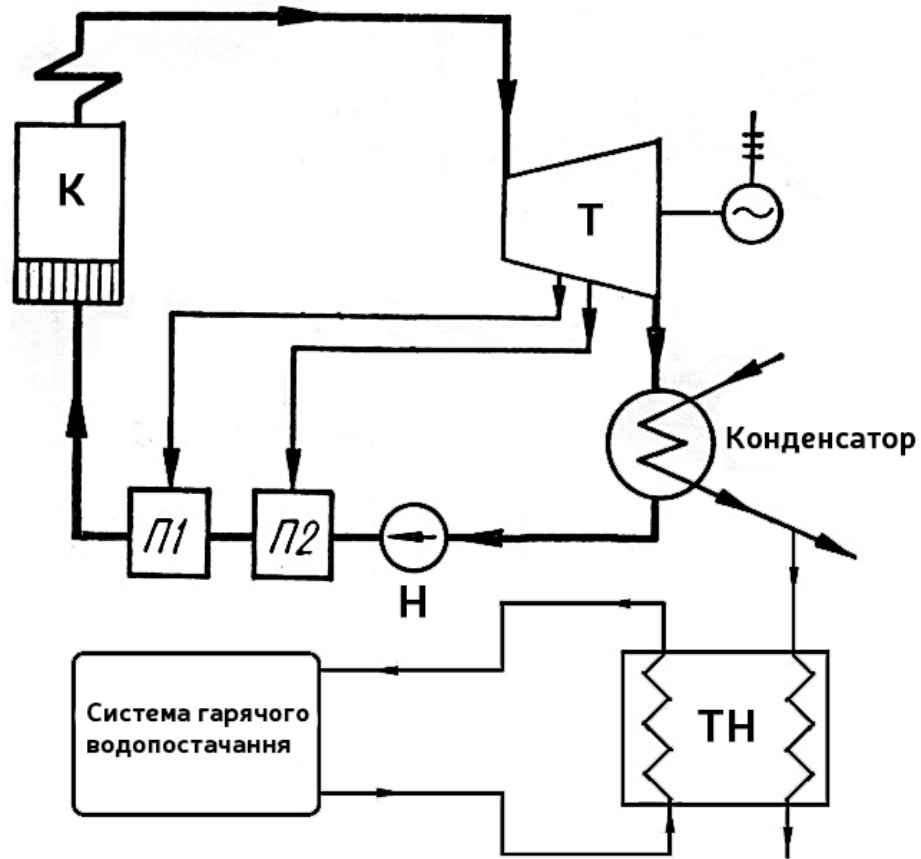 К
Т
Конденсатор
П1
П2
Н
Система гарячого
водопостачання
ТН